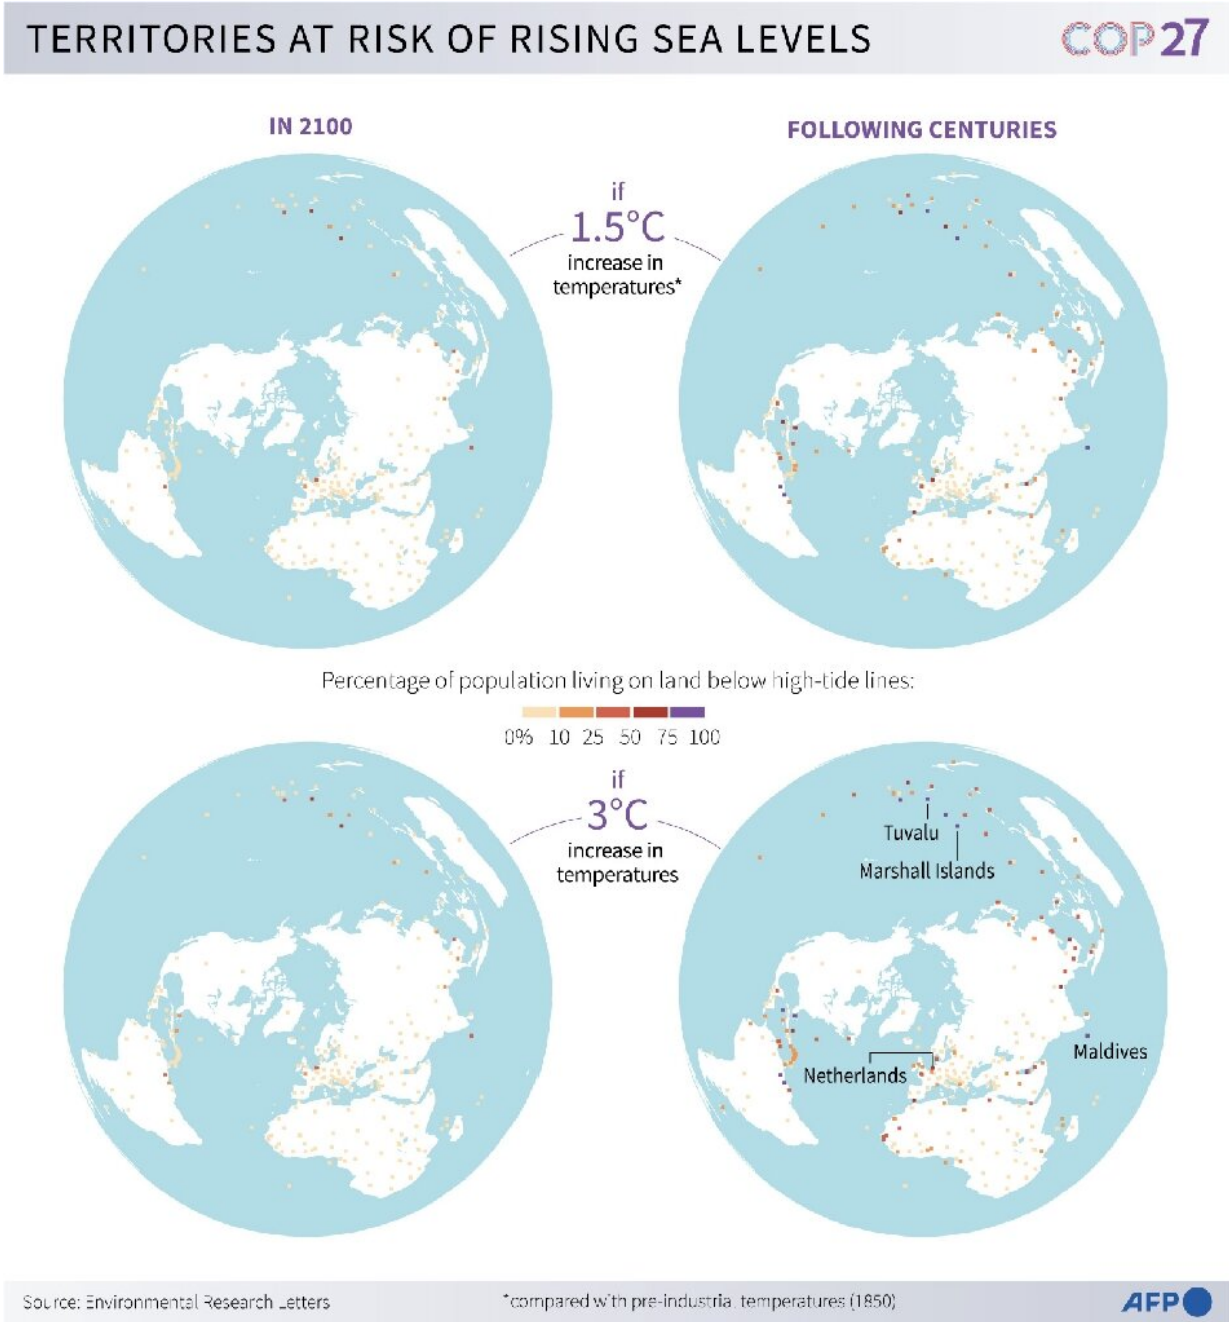 TERRITORIES AT RISK OF RISING SEA LEVELS
COP27
IN 2100
FOLLOWING CENTURIES
if
1.5°C
increase in
temperatures*
Percentage of population living on land below high-tide lines:
0% 10 25 50 75 100
if
3°C
increase in
temperatures
Tuvalu
Marshall Islands
Maldives
Netherlands
Source: Environmental Research Letters
*compared with pre-industrial temperatures (1850)
AFP